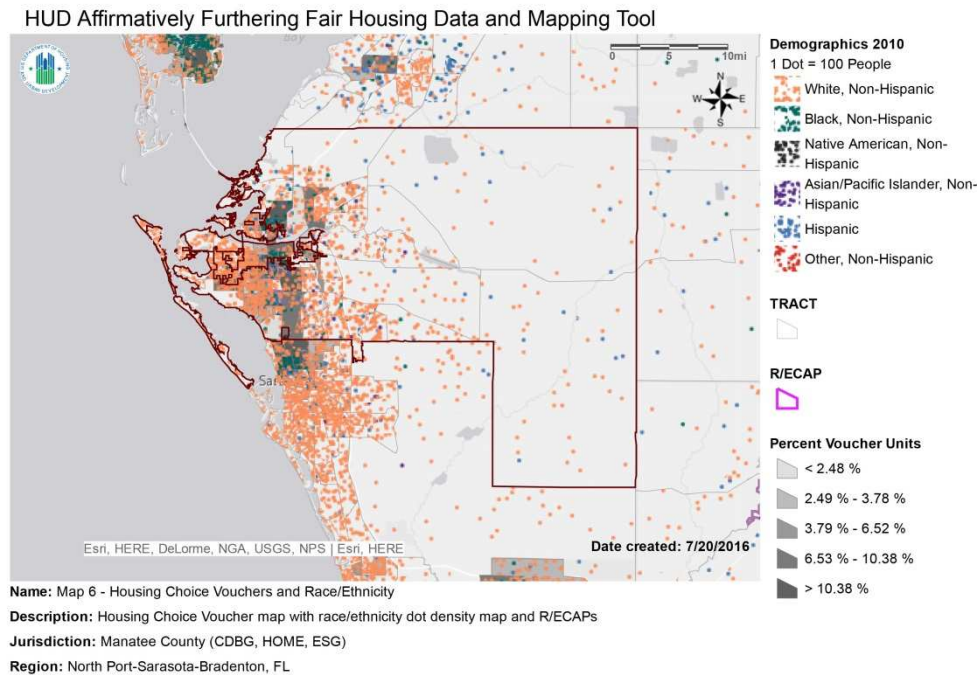 HUD Affirmatively Furthering Fair Housing Data and Mapping Tool
Bay
0 5 10mi
N
W E
S
Sar
Esri, HERE, DeLorme, NGA, USGS, NPS | Esri, HERE
Date created: 7/20/2016
Demographics 2010
1 Dot = 100 People
White, Non-Hispanic
Black, Non-Hispanic
Native American, Non-
Hispanic
Asian/Pacific Islander, Non-
Hispanic
Hispanic
Other, Non-Hispanic
TRACT
R/ECAP
Percent Voucher Units
< 2.48 %
2.49 % - 3.78 %
3.79 % - 6.52 %
6.53 % - 10.38 %
> 10.38 %
Name: Map 6 - Housing Choice Vouchers and Race/Ethnicity
Description: Housing Choice Voucher map with race/ethnicity dot density map and R/ECAPs
Jurisdiction: Manatee County (CDBG, HOME, ESG)
Region: North Port-Sarasota-Bradenton, FL